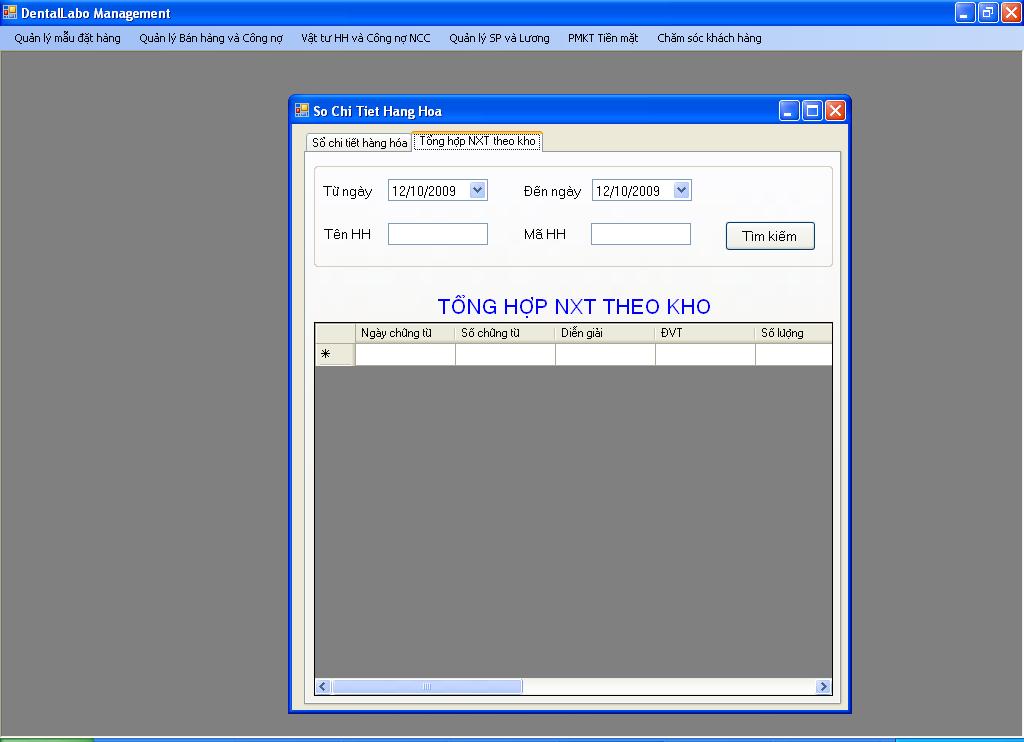 DentalLabo Management
Quản lý mẫu đặt hàng Quản lý Bán hàng và Công nợ Vật tư HH và Công nợ NCC Quản lý SP và Lương PMKT Tiền mặt Chăm sóc khách hàng
So Chi Tiet Hang Hoa
Sổ chi tiết hàng hóa Tổng hợp NXT theo kho
Từ ngày 12/10/2009 Đến ngày 12/10/2009
Tên HH Mã HH Tìm kiếm
TỔNG HỢP NXT THEO KHO
Ngày chứng từ Số chứng từ Diễn giải ĐVT Số lượng